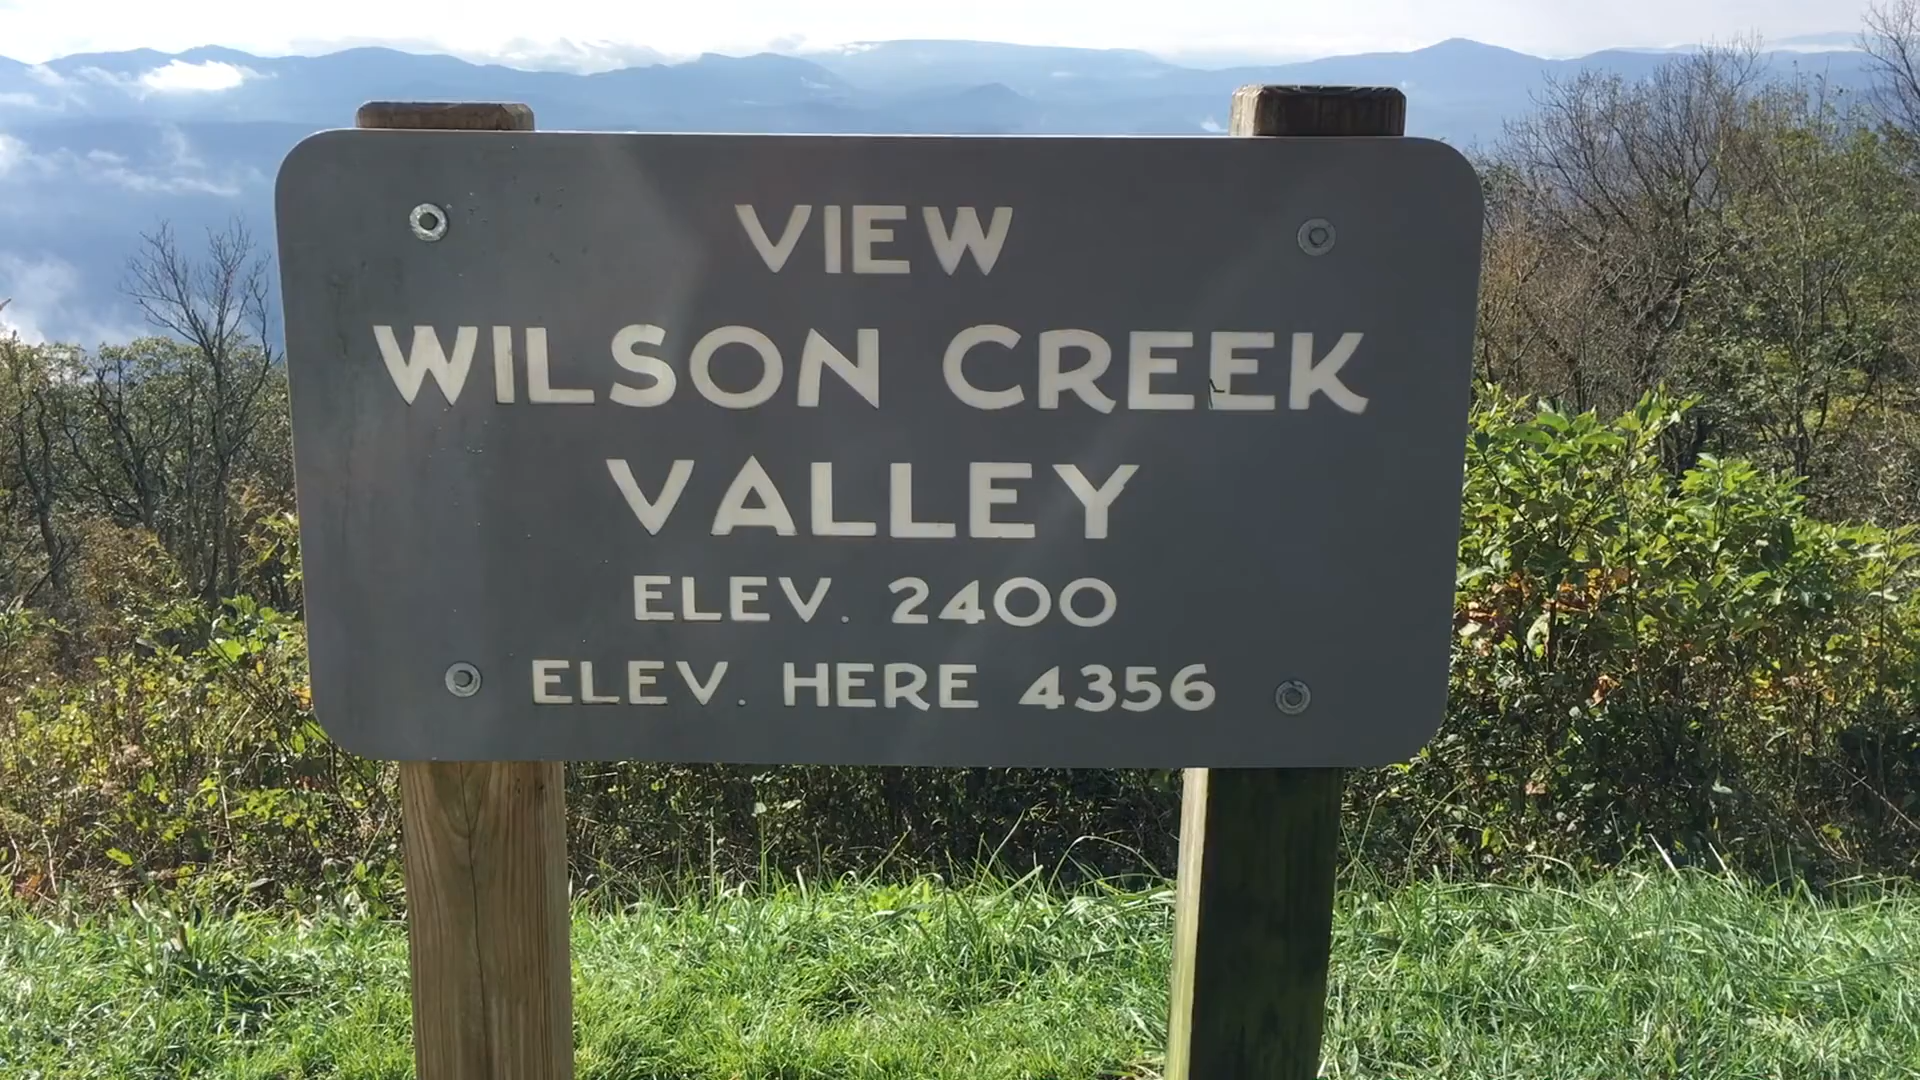 VIEW
WILSON CREEK
VALLEY
ELEV. 2400
ELEV. HERE 4356